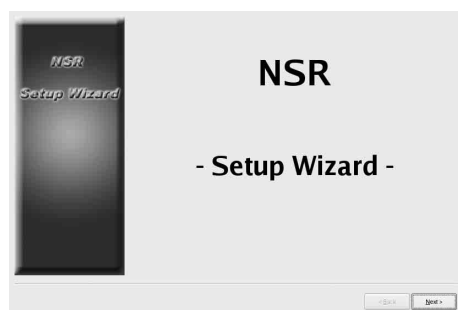 NSR
Setup Wizard
NSR
- Setup Wizard -
< Back
Next >